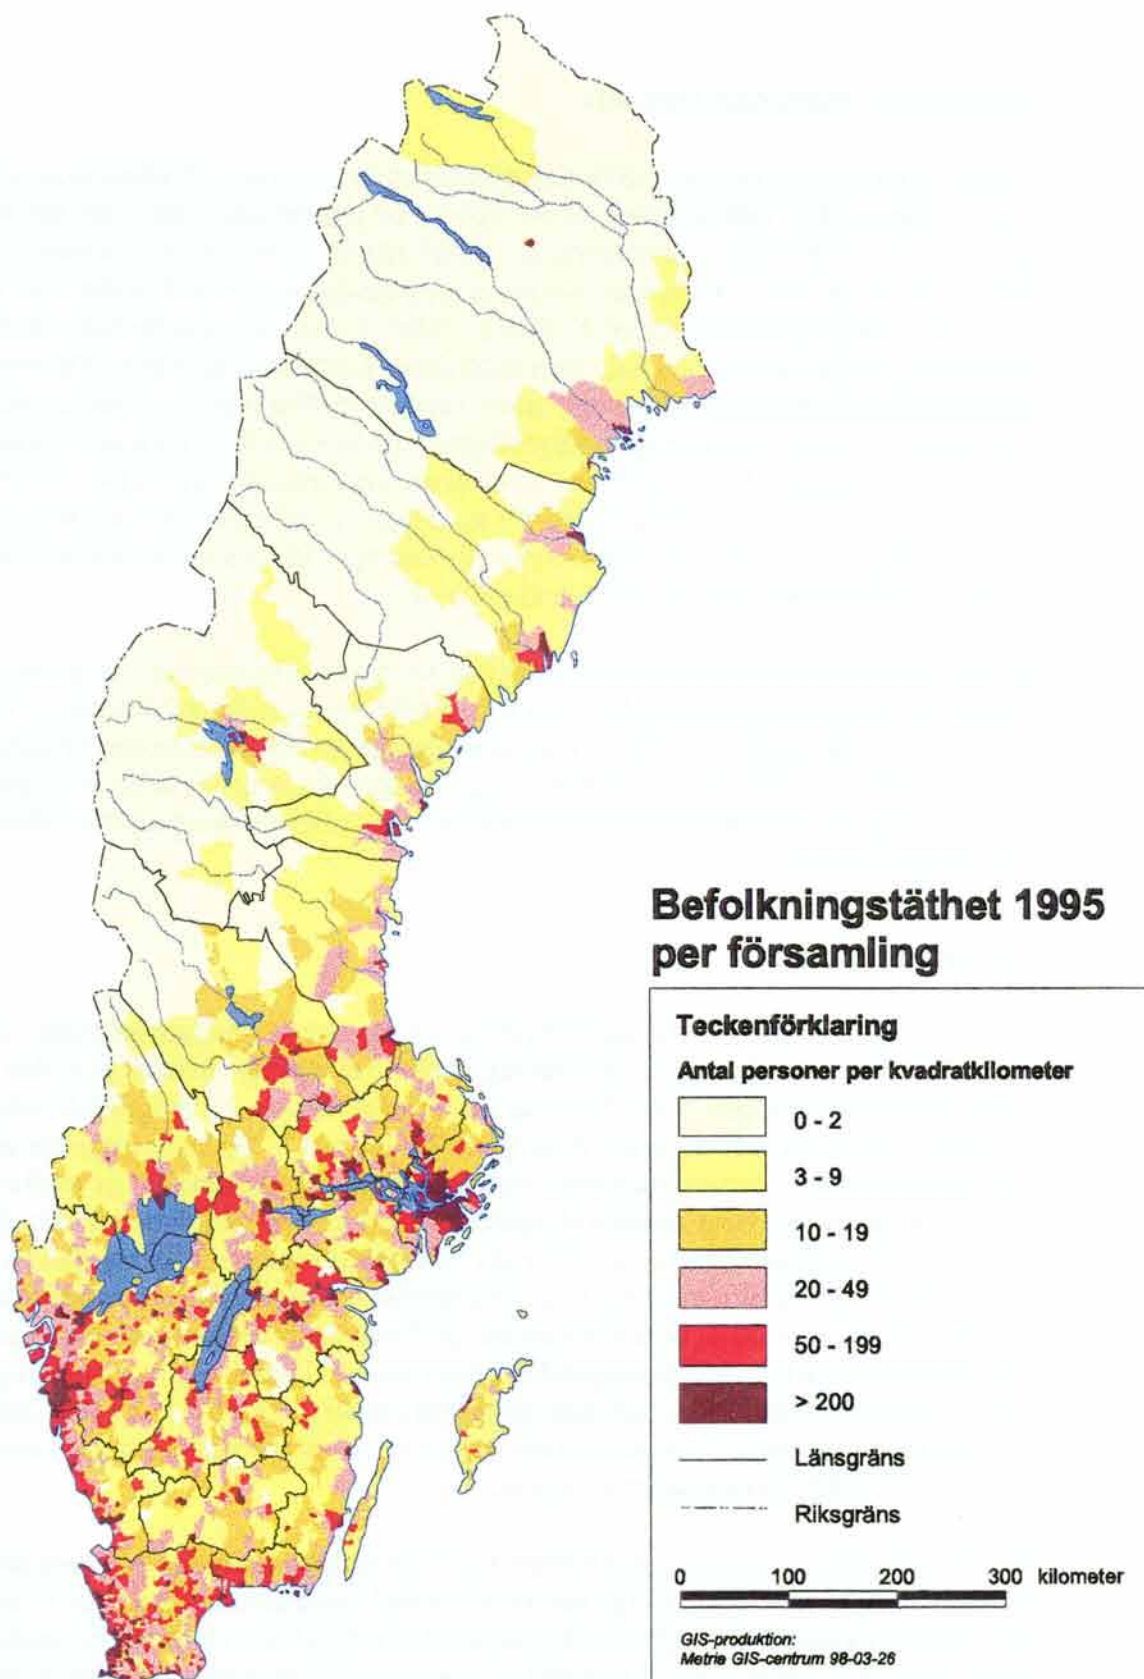 Befolkningstäthet 1995
per församling
Teckenförklaring
Antal personer per kvadratkilometer
0 - 2
3 - 9
10 - 19
20 - 49
50 - 199
> 200
Länsgräns
Riksgräns
0 100 200 300 kilometer
GIS-produktion:
Metria GIS-centrum 98-03-26